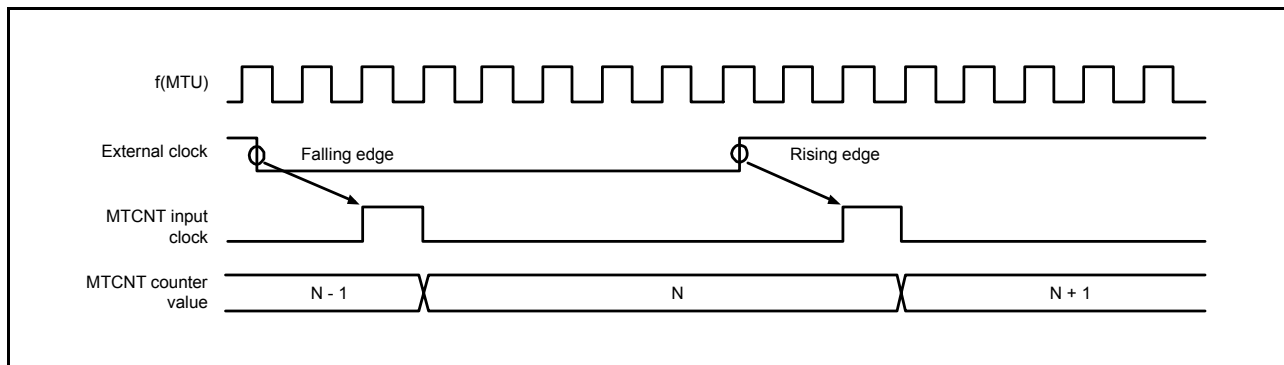 f(MTU)
External clock
Falling edge
Rising edge
MTCNT input
clock
MTCNT counter
value
N - 1
N
N + 1